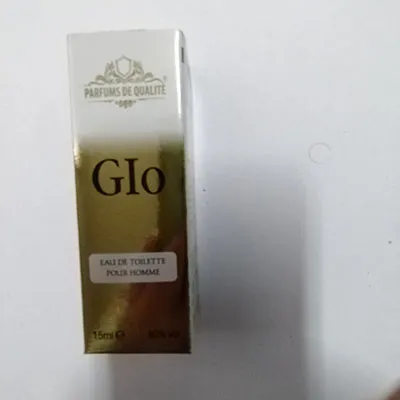 PARFUMS DE QUALITÉ
GIo
EAU DE TOILETTE
POUR HOMME
15ml ℮